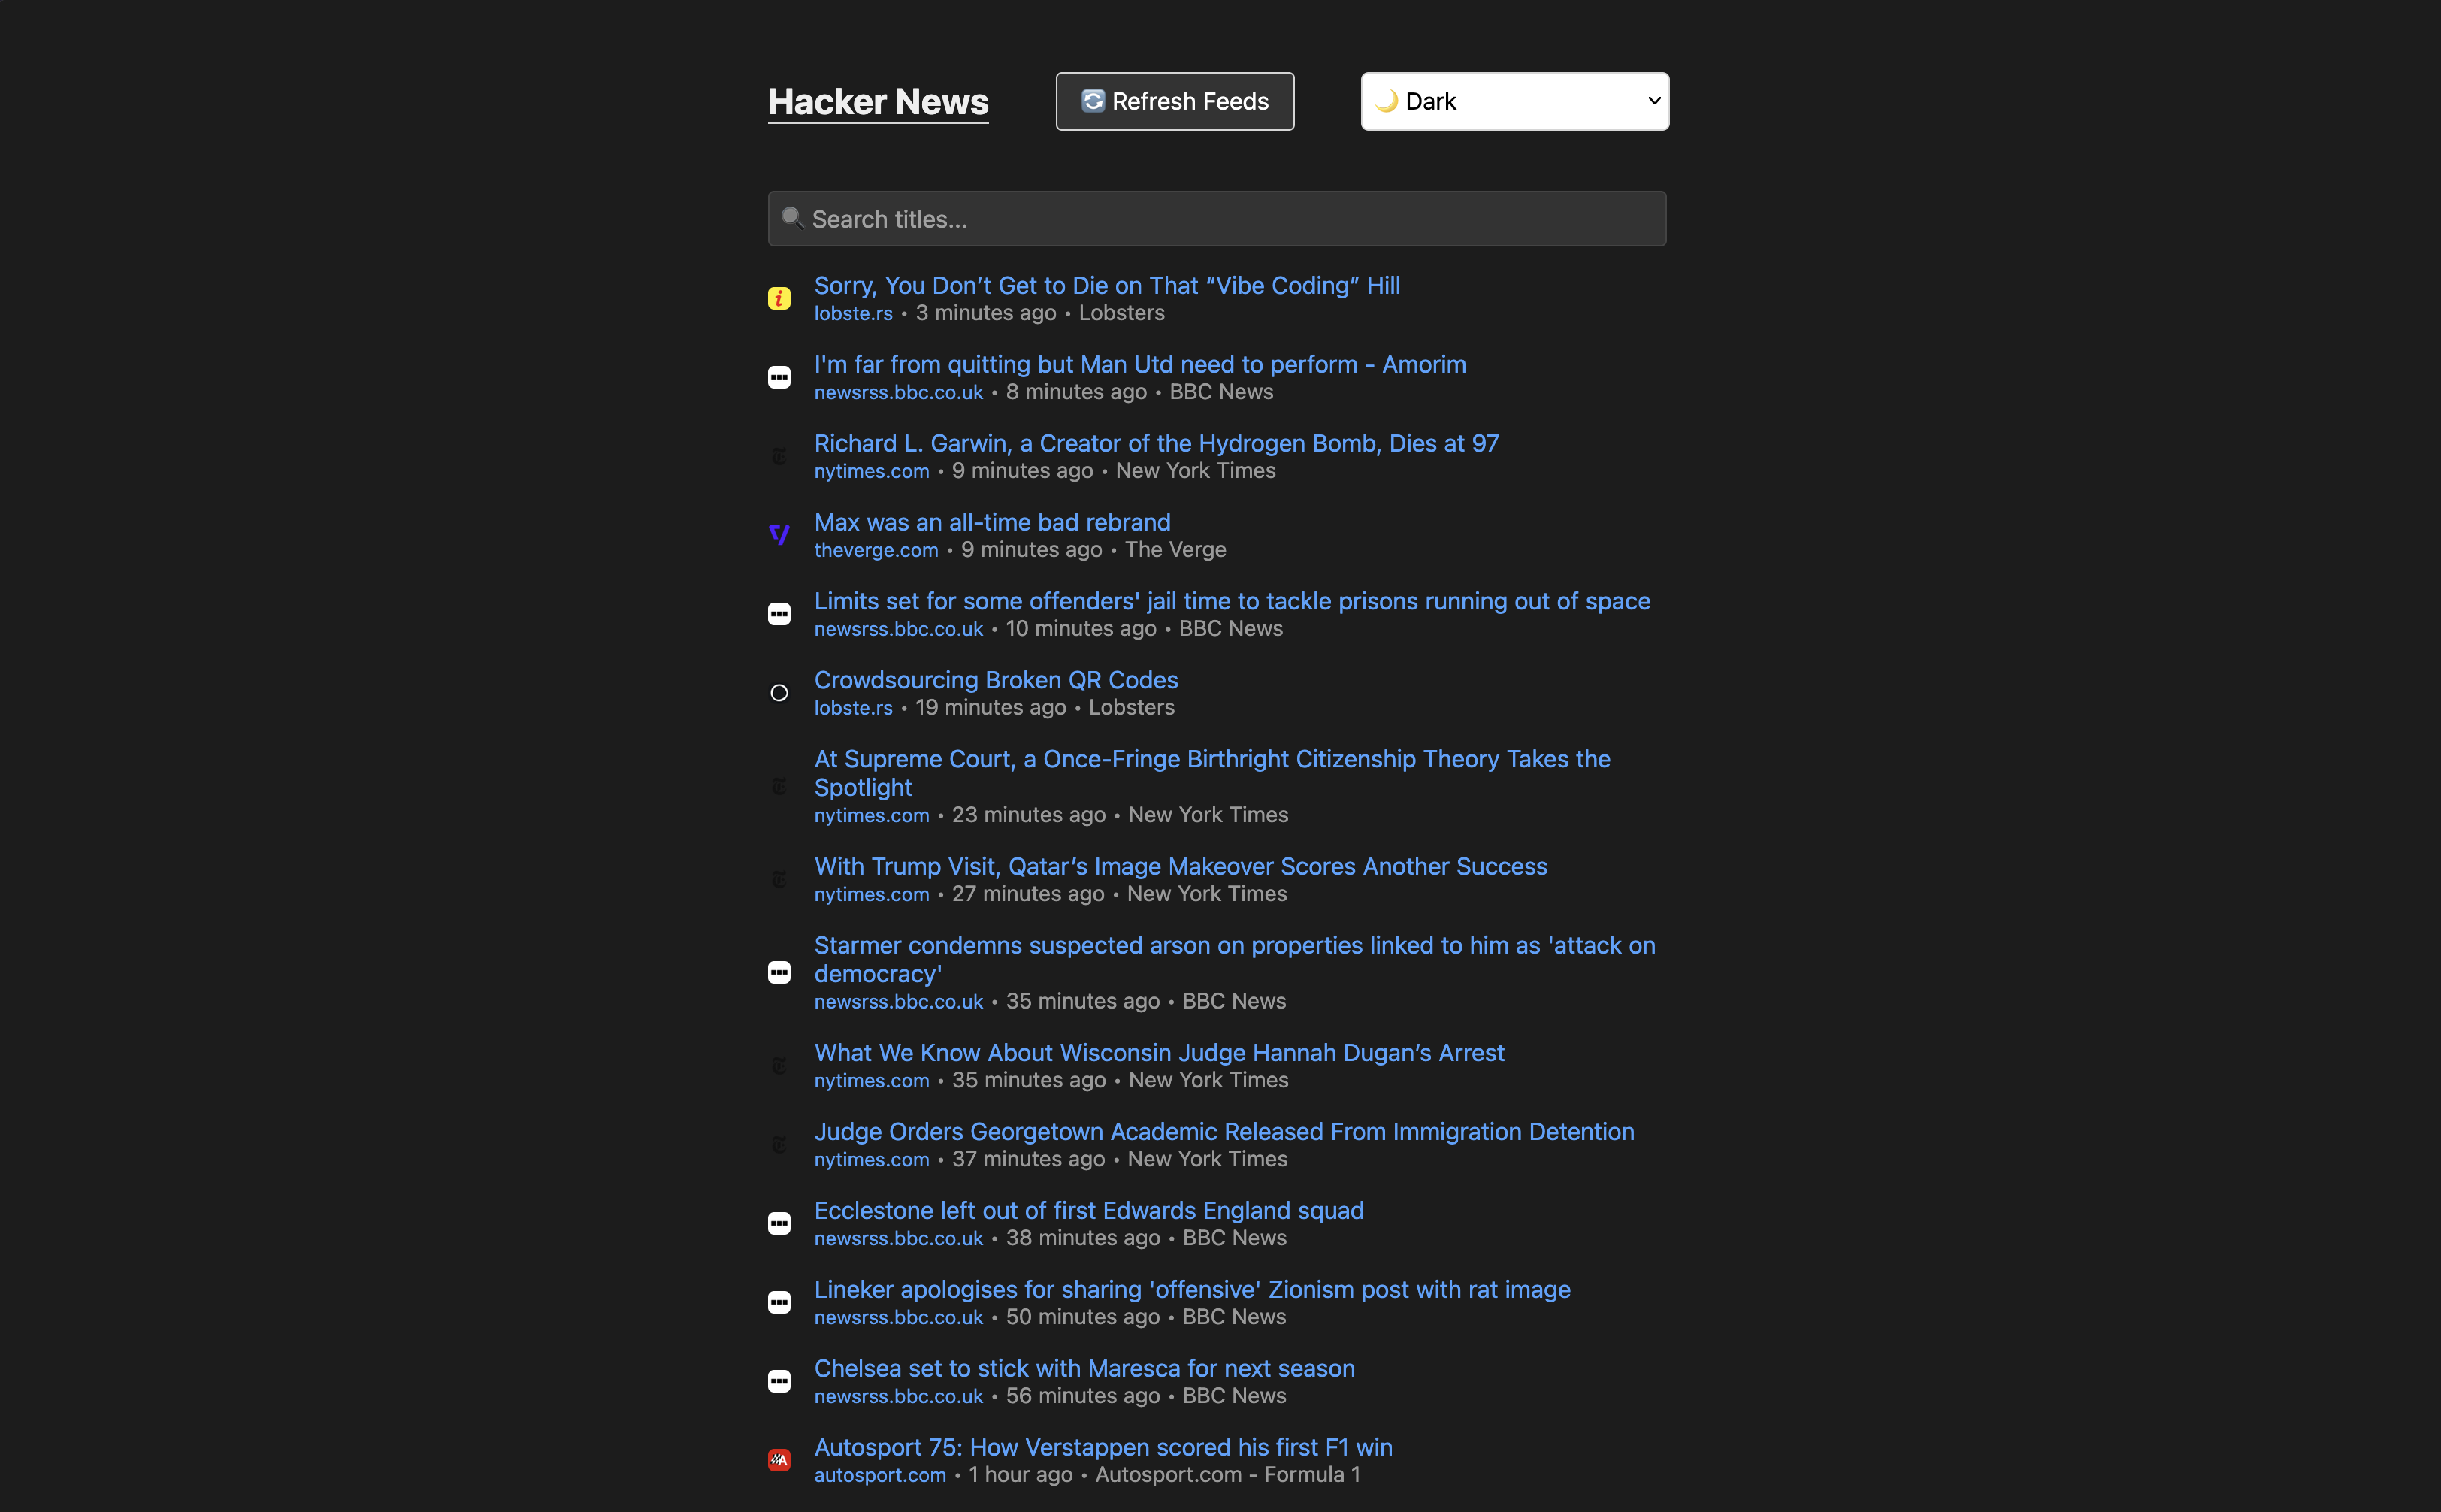 Hacker News
🔄 Refresh Feeds
🌙 Dark
🔍 Search titles...
Sorry, You Don’t Get to Die on That “Vibe Coding” Hill
lobste.rs • 3 minutes ago • Lobsters
I'm far from quitting but Man Utd need to perform - Amorim
newsrss.bbc.co.uk • 8 minutes ago • BBC News
Richard L. Garwin, a Creator of the Hydrogen Bomb, Dies at 97
nytimes.com • 9 minutes ago • New York Times
Max was an all-time bad rebrand
theverge.com • 9 minutes ago • The Verge
Limits set for some offenders' jail time to tackle prisons running out of space
newsrss.bbc.co.uk • 10 minutes ago • BBC News
Crowdsourcing Broken QR Codes
lobste.rs • 19 minutes ago • Lobsters
At Supreme Court, a Once-Fringe Birthright Citizenship Theory Takes the
Spotlight
nytimes.com • 23 minutes ago • New York Times
With Trump Visit, Qatar’s Image Makeover Scores Another Success
nytimes.com • 27 minutes ago • New York Times
Starmer condemns suspected arson on properties linked to him as 'attack on
democracy'
newsrss.bbc.co.uk • 35 minutes ago • BBC News
What We Know About Wisconsin Judge Hannah Dugan’s Arrest
nytimes.com • 35 minutes ago • New York Times
Judge Orders Georgetown Academic Released From Immigration Detention
nytimes.com • 37 minutes ago • New York Times
Ecclestone left out of first Edwards England squad
newsrss.bbc.co.uk • 38 minutes ago • BBC News
Lineker apologises for sharing 'offensive' Zionism post with rat image
newsrss.bbc.co.uk • 50 minutes ago • BBC News
Chelsea set to stick with Maresca for next season
newsrss.bbc.co.uk • 56 minutes ago • BBC News
Autosport 75: How Verstappen scored his first F1 win
autosport.com • 1 hour ago • Autosport.com - Formula 1